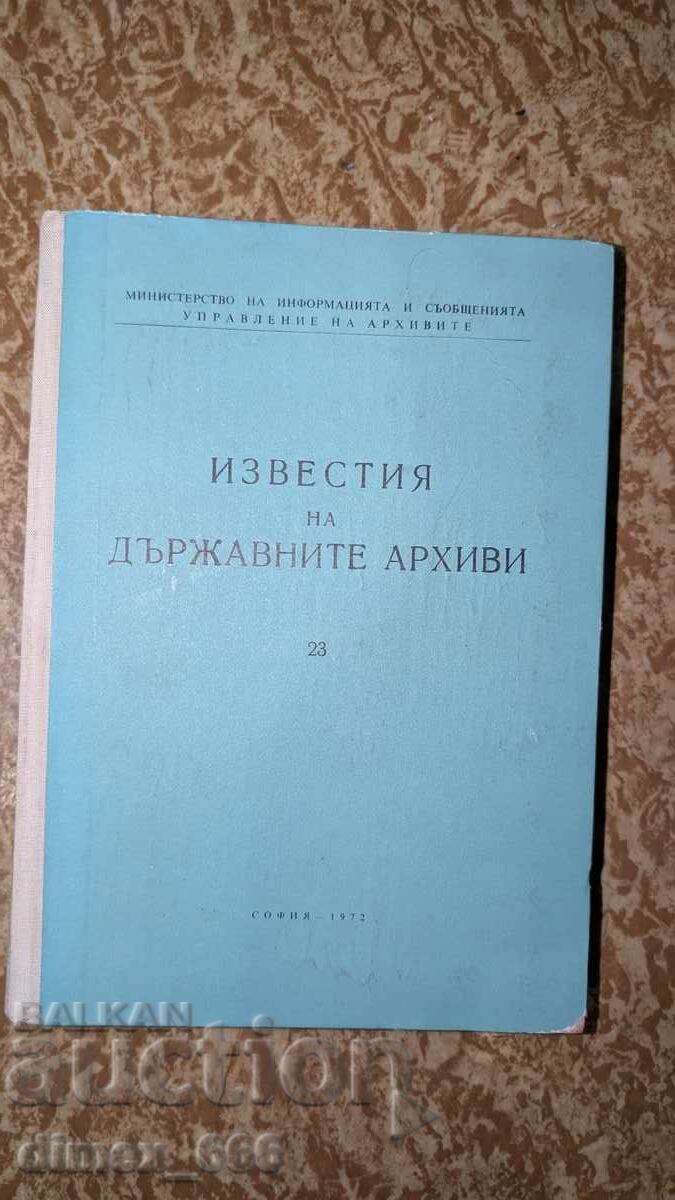 МИНИСТЕРСТВО НА ИНФОРМАЦИЯТА И СЪОБЩЕНИЯТА
УПРАВЛЕНИЕ НА АРХИВИТЕ
ИЗВЕСТИЯ
НА
ДЪРЖАВНИТЕ АРХИВИ
23
СОФИЯ — 1972
BALKAN
auction
dimex_666